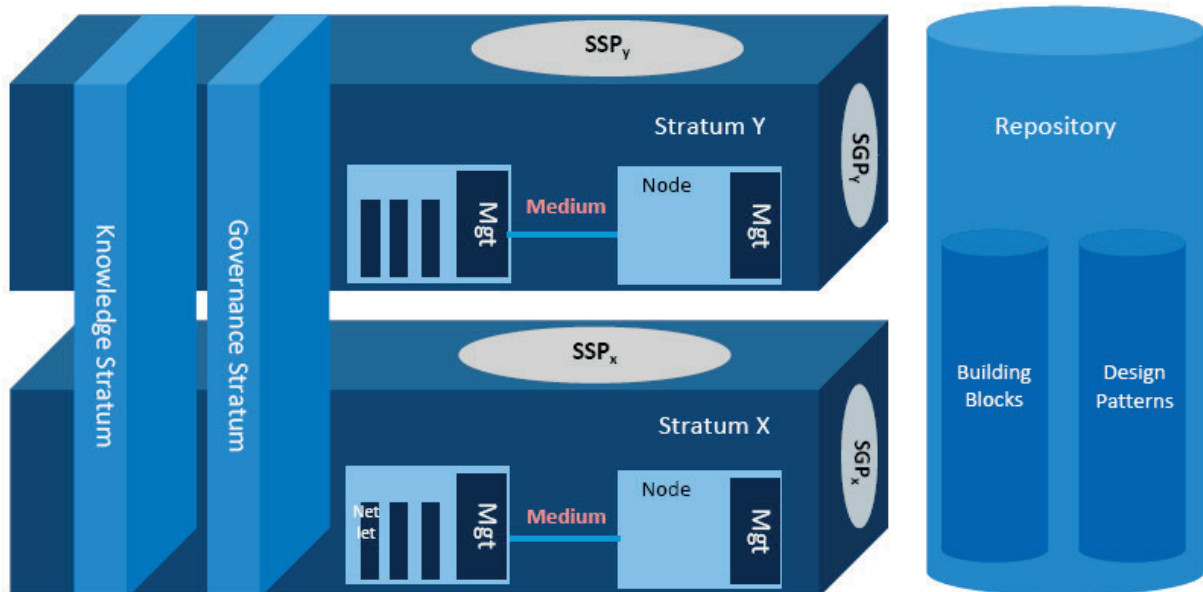 SSPy
Stratum Y
SGPY
Repository
Node
Mgt
Medium
Mgt
Knowledge Stratum
Governance Stratum
SSPx
Building
Blocks
Design
Patterns
Stratum X
SGPx
Node
Net
let
Mgt
Medium
Mgt